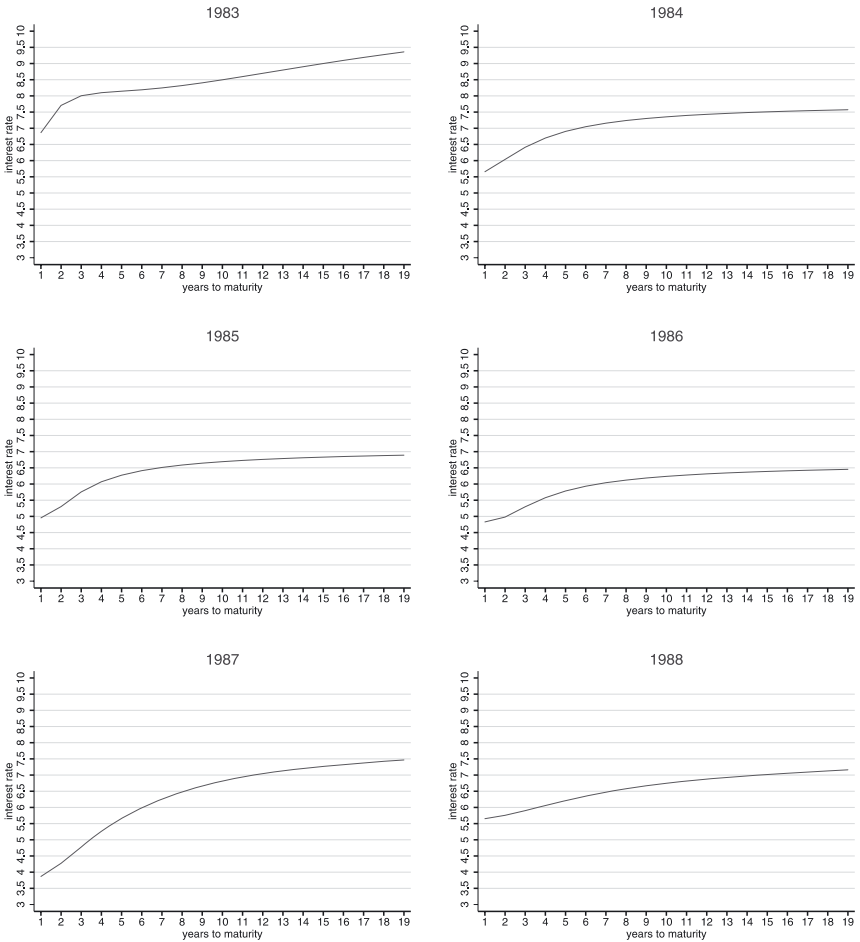 1983
interest rate
3 3.5 4 4.5 5 5.5 6 6.5 7 7.5 8 8.5 9 9.5 10
1 2 3 4 5 6 7 8 9 10 11 12 13 14 15 16 17 18 19
years to maturity
1984
interest rate
3 3.5 4 4.5 5 5.5 6 6.5 7 7.5 8 8.5 9 9.5 10
1 2 3 4 5 6 7 8 9 10 11 12 13 14 15 16 17 18 19
years to maturity
1985
interest rate
3 3.5 4 4.5 5 5.5 6 6.5 7 7.5 8 8.5 9 9.5 10
1 2 3 4 5 6 7 8 9 10 11 12 13 14 15 16 17 18 19
years to maturity
1986
interest rate
3 3.5 4 4.5 5 5.5 6 6.5 7 7.5 8 8.5 9 9.5 10
1 2 3 4 5 6 7 8 9 10 11 12 13 14 15 16 17 18 19
years to maturity
1987
interest rate
3 3.5 4 4.5 5 5.5 6 6.5 7 7.5 8 8.5 9 9.5 10
1 2 3 4 5 6 7 8 9 10 11 12 13 14 15 16 17 18 19
years to maturity
1988
interest rate
3 3.5 4 4.5 5 5.5 6 6.5 7 7.5 8 8.5 9 9.5 10
1 2 3 4 5 6 7 8 9 10 11 12 13 14 15 16 17 18 19
years to maturity